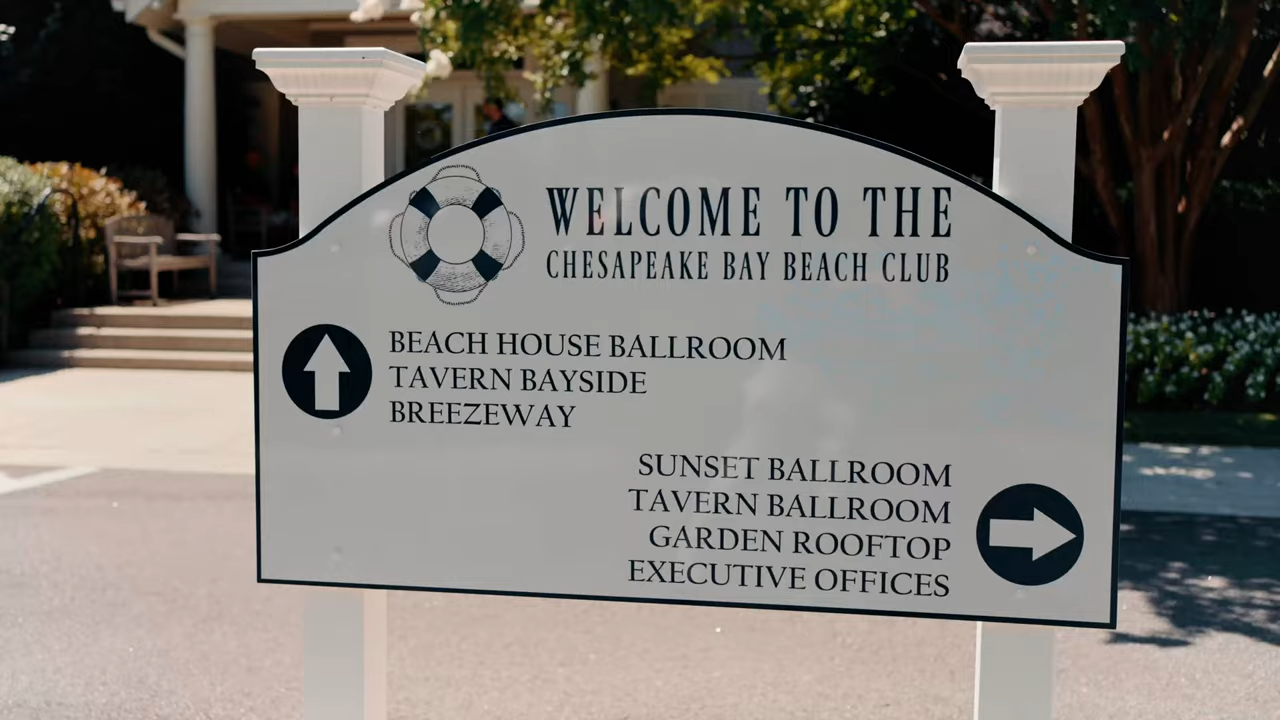 WELCOME TO THE
CHESAPEAKE BAY BEACH CLUB
BEACH HOUSE BALLROOM
TAVERN BAYSIDE
BREEZEWAY
SUNSET BALLROOM
TAVERN BALLROOM
GARDEN ROOFTOP
EXECUTIVE OFFICES